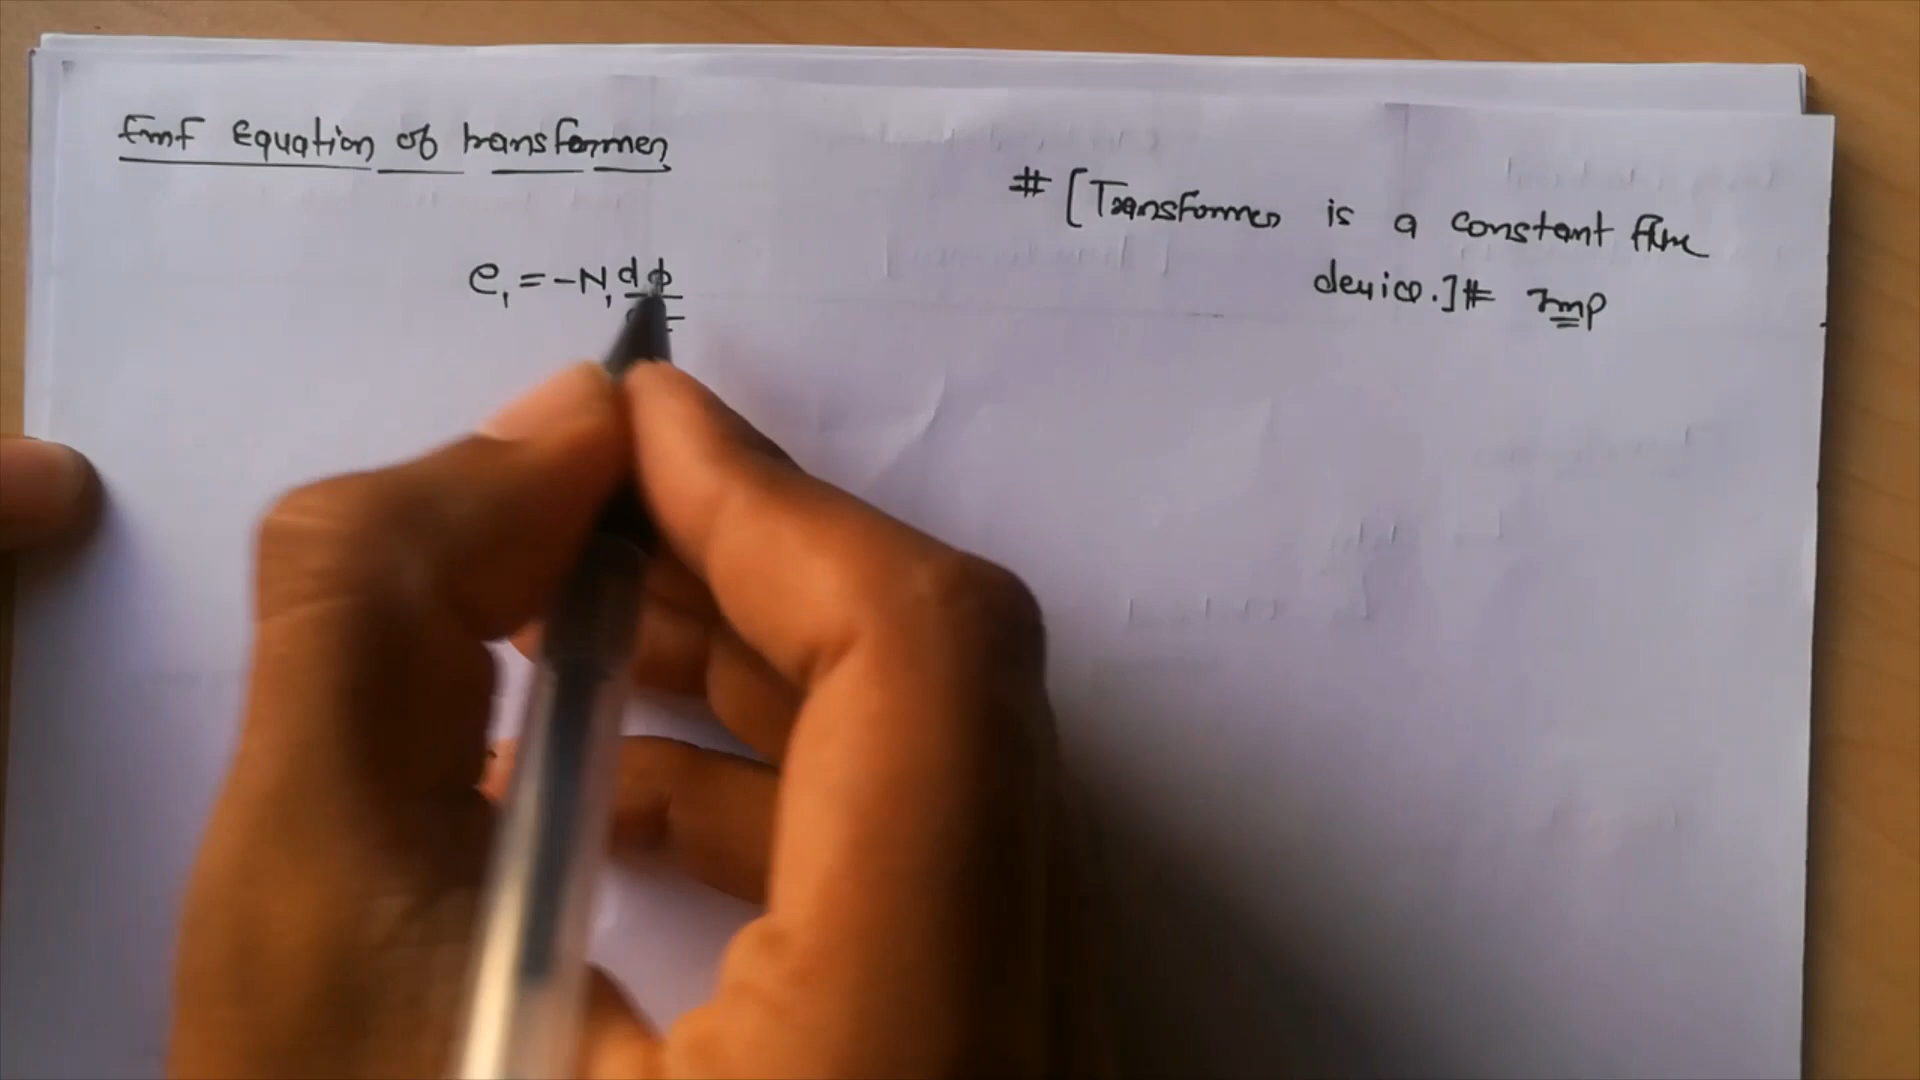 Emf Equation of transformer
# [Transformer is a constant flux
device.]# Imp
e₁ = -N₁ dϕ